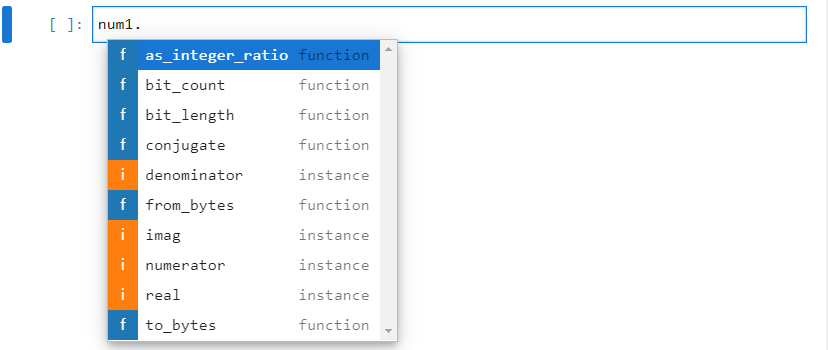 [ ]: num1.
f as_integer_ratio function
f bit_count function
f bit_length function
f conjugate function
i denominator instance
f from_bytes function
i imag instance
i numerator instance
i real instance
f to_bytes function